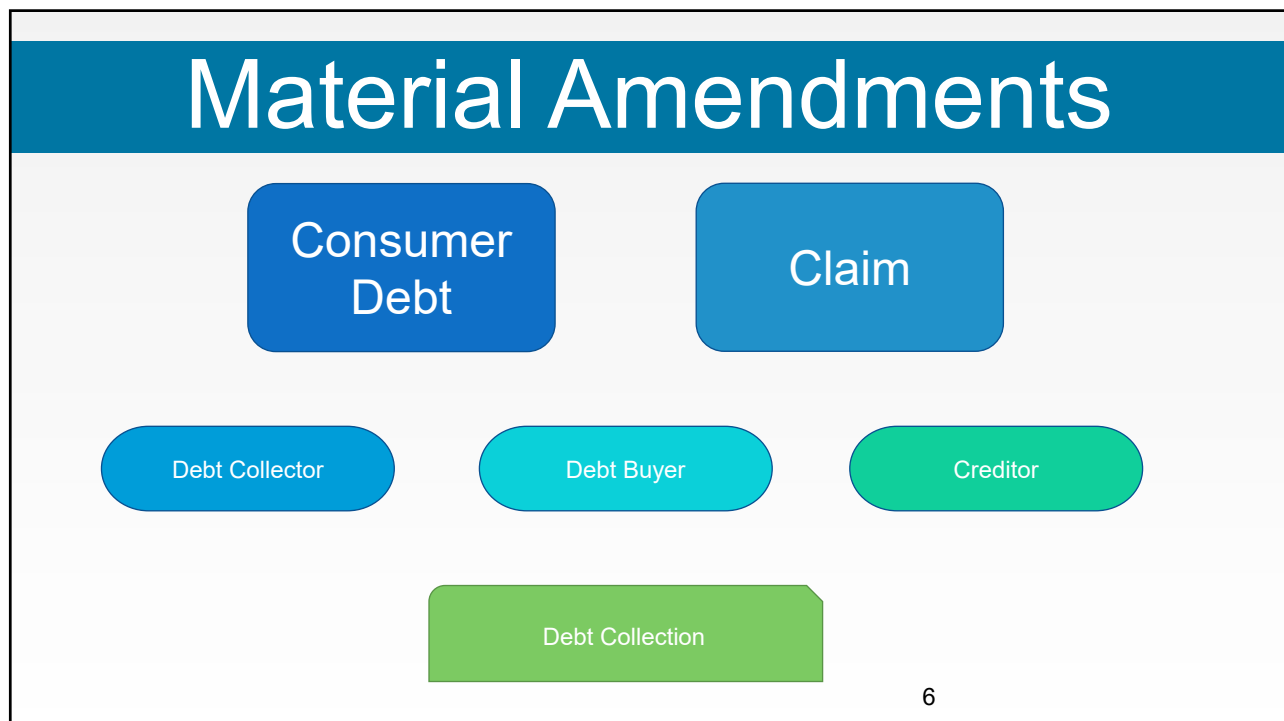 Material Amendments
Consumer
Debt
Claim
Debt Collector
Debt Buyer
Creditor
Debt Collection
6